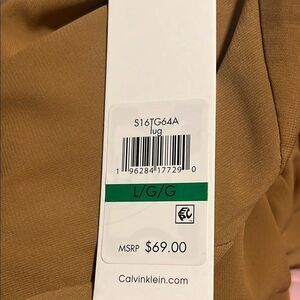 S16TG64A
lug
1 96284 17729 0
L/G/G
MSRP $69.00
Calvinklein.com